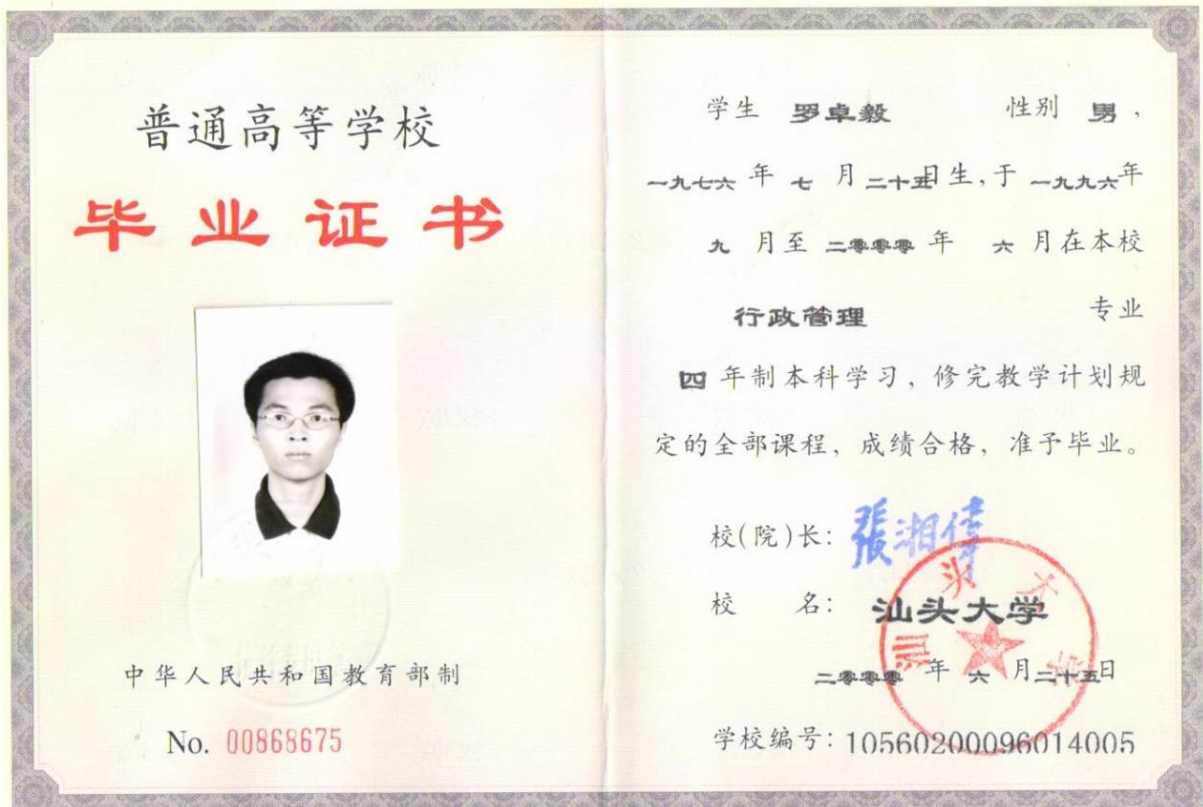 普通高等学校
毕业证书
中华人民共和国教育部制
No. 00868675
学生 罗卓毅 性别 男，
一九七六 年 七 月 二十五日生，于 一九九六年
九 月至 二零零零 年 六 月在本校
行政管理 专业
四 年制本科学习，修完教学计划规
定的全部课程，成绩合格，准予毕业。
校(院)长：張湘偉
校 名：汕头大学
二零零零 年 六 月二十五日
学校编号：10560200096014005
汕头大学